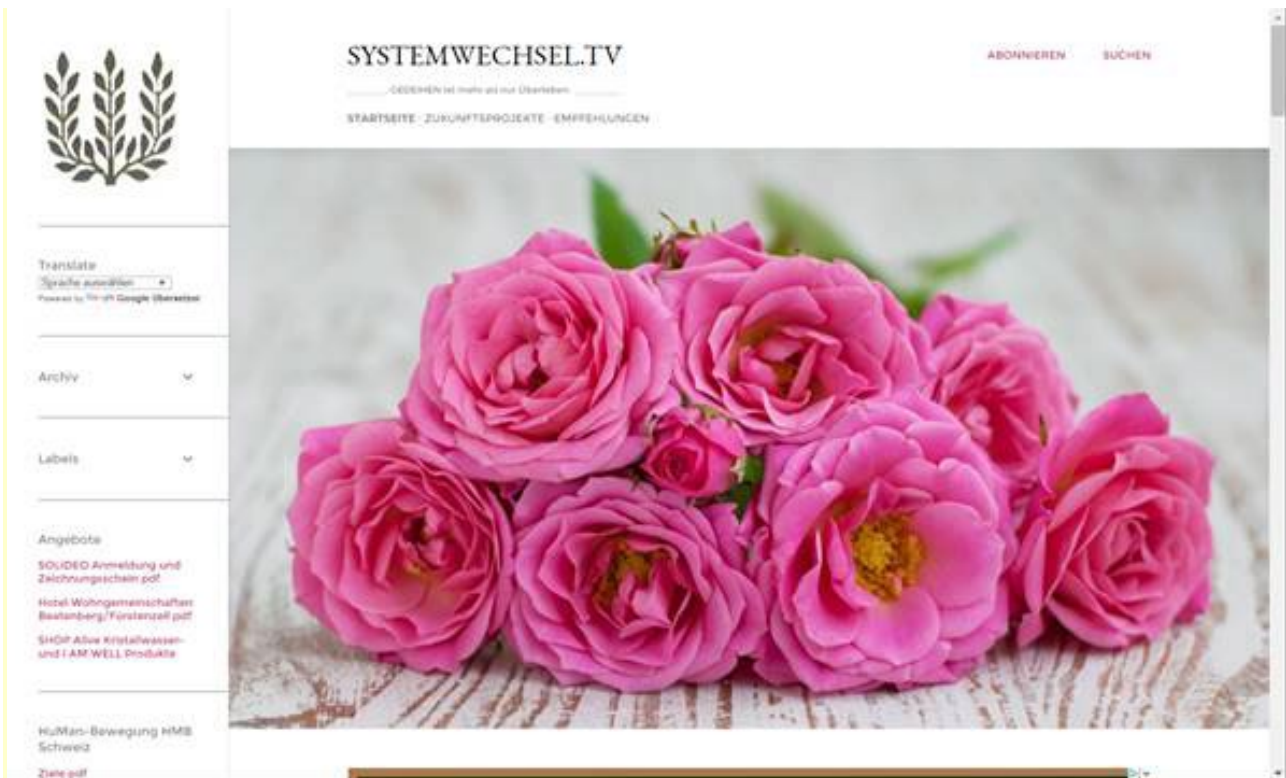 SYSTEMWECHSEL.TV
GEDEIHEN ist mehr als nur Überleben
STARTSEITE · ZUKUNFTSPROJEKTE · EMPFEHLUNGEN
ABONNIEREN
SUCHEN
Translate
Sprache auswählen
Powered by Google Übersetzer
Archiv
Labels
Angebote
SOLIDEO Anmeldung und
Zeichnungsschein pdf
Hotel Wohngemeinschaften
Beatenberg/Fürstenzell pdf
SHOP Alive Kristallwasser-
und I AM WELL Produkte
HuMan-Bewegung HMB
Schweiz
Ziele pdf